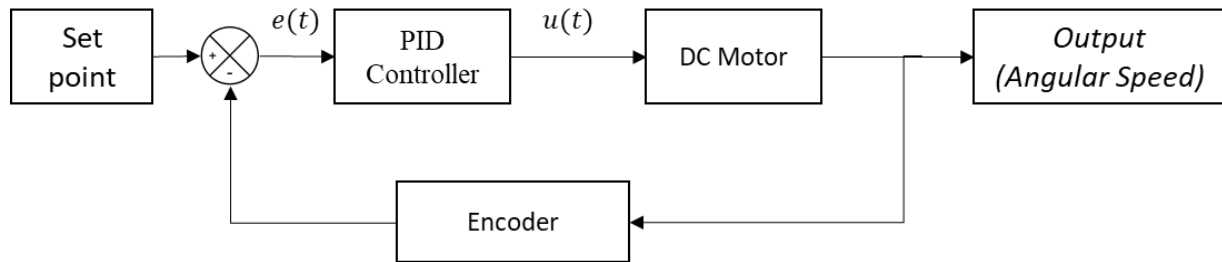 Set
point
+
-
e(t)
PID
Controller
u(t)
DC Motor
Output
(Angular Speed)
Encoder